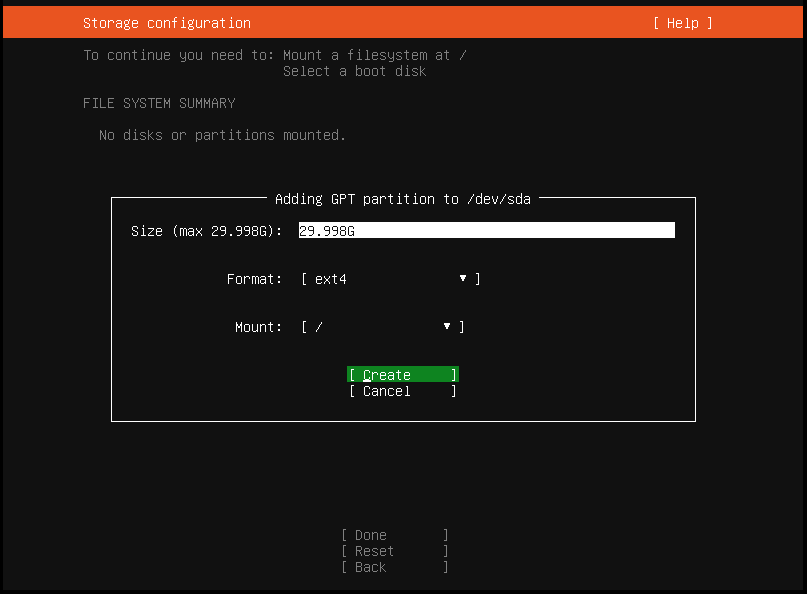 Storage configuration [ Help ]
To continue you need to: Mount a filesystem at /
Select a boot disk
FILE SYSTEM SUMMARY
No disks or partitions mounted.
Adding GPT partition to /dev/sda
Size (max 29.998G): 29.998G
Format: [ ext4 ▼ ]
Mount: [ / ▼ ]
[ Create ]
[ Cancel ]
[ Done ]
[ Reset ]
[ Back ]